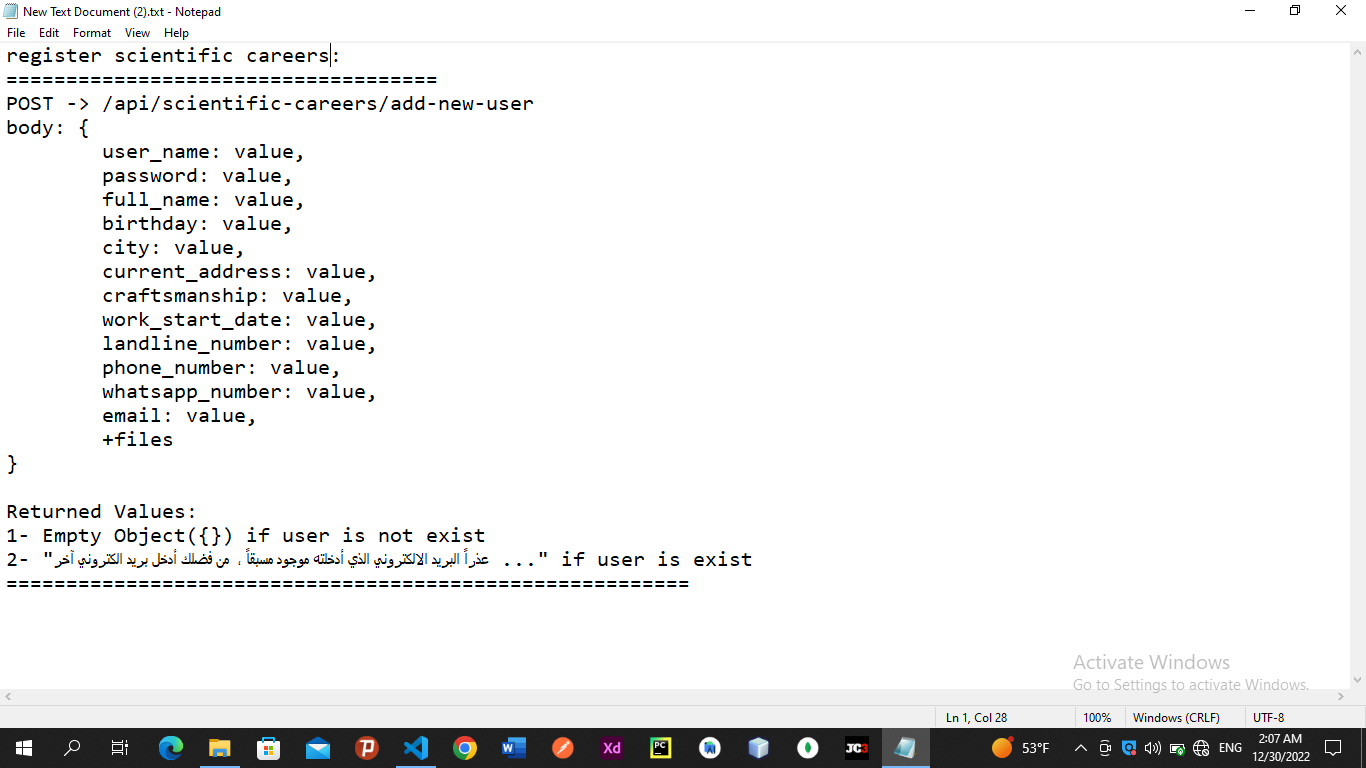 New Text Document (2).txt - Notepad
File Edit Format View Help
register scientific careers:
====================================
POST -> /api/scientific-careers/add-new-user
body: {
user_name: value,
password: value,
full_name: value,
birthday: value,
city: value,
current_address: value,
craftsmanship: value,
work_start_date: value,
landline_number: value,
phone_number: value,
whatsapp_number: value,
email: value,
+files
}
Returned Values:
1- Empty Object({}) if user is not exist
2- "عذراً البريد الالكتروني الذي أدخلته موجود مسبقاً ، من فضلك أدخل بريد الكتروني آخر ..." if user is exist
=========================================================
Activate Windows
Go to Settings to activate Windows.
Ln 1, Col 28 100% Windows (CRLF) UTF-8
W Xd PC JC3 53°F ENG 2:07 AM
12/30/2022